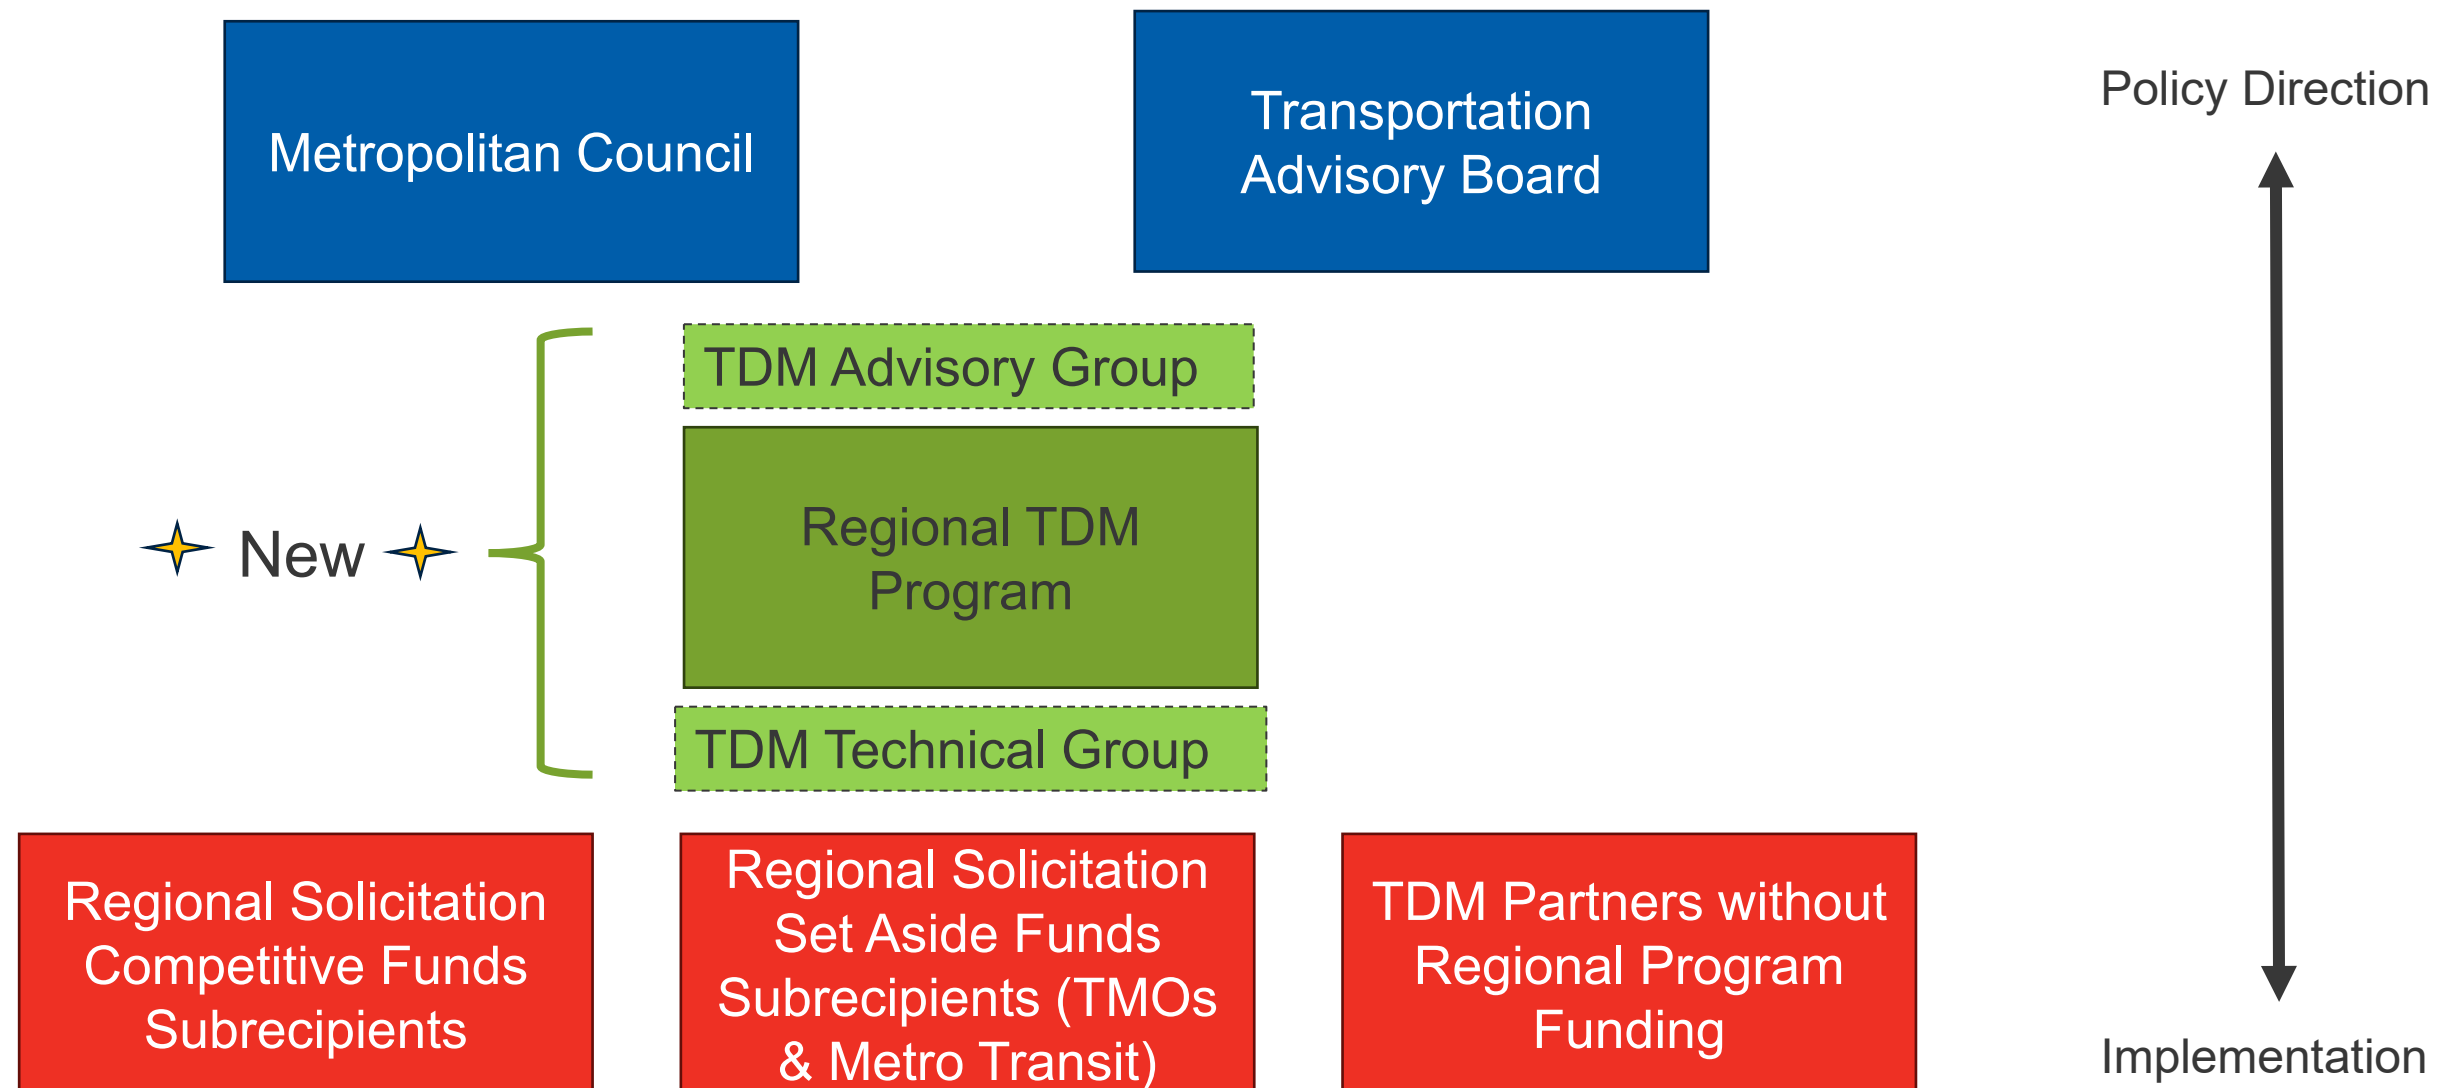 Metropolitan Council
Transportation
Advisory Board
Policy Direction
TDM Advisory Group
New
Regional TDM
Program
TDM Technical Group
Regional Solicitation
Competitive Funds
Subrecipients
Regional Solicitation
Set Aside Funds
Subrecipients (TMOs
& Metro Transit)
TDM Partners without
Regional Program
Funding
Implementation